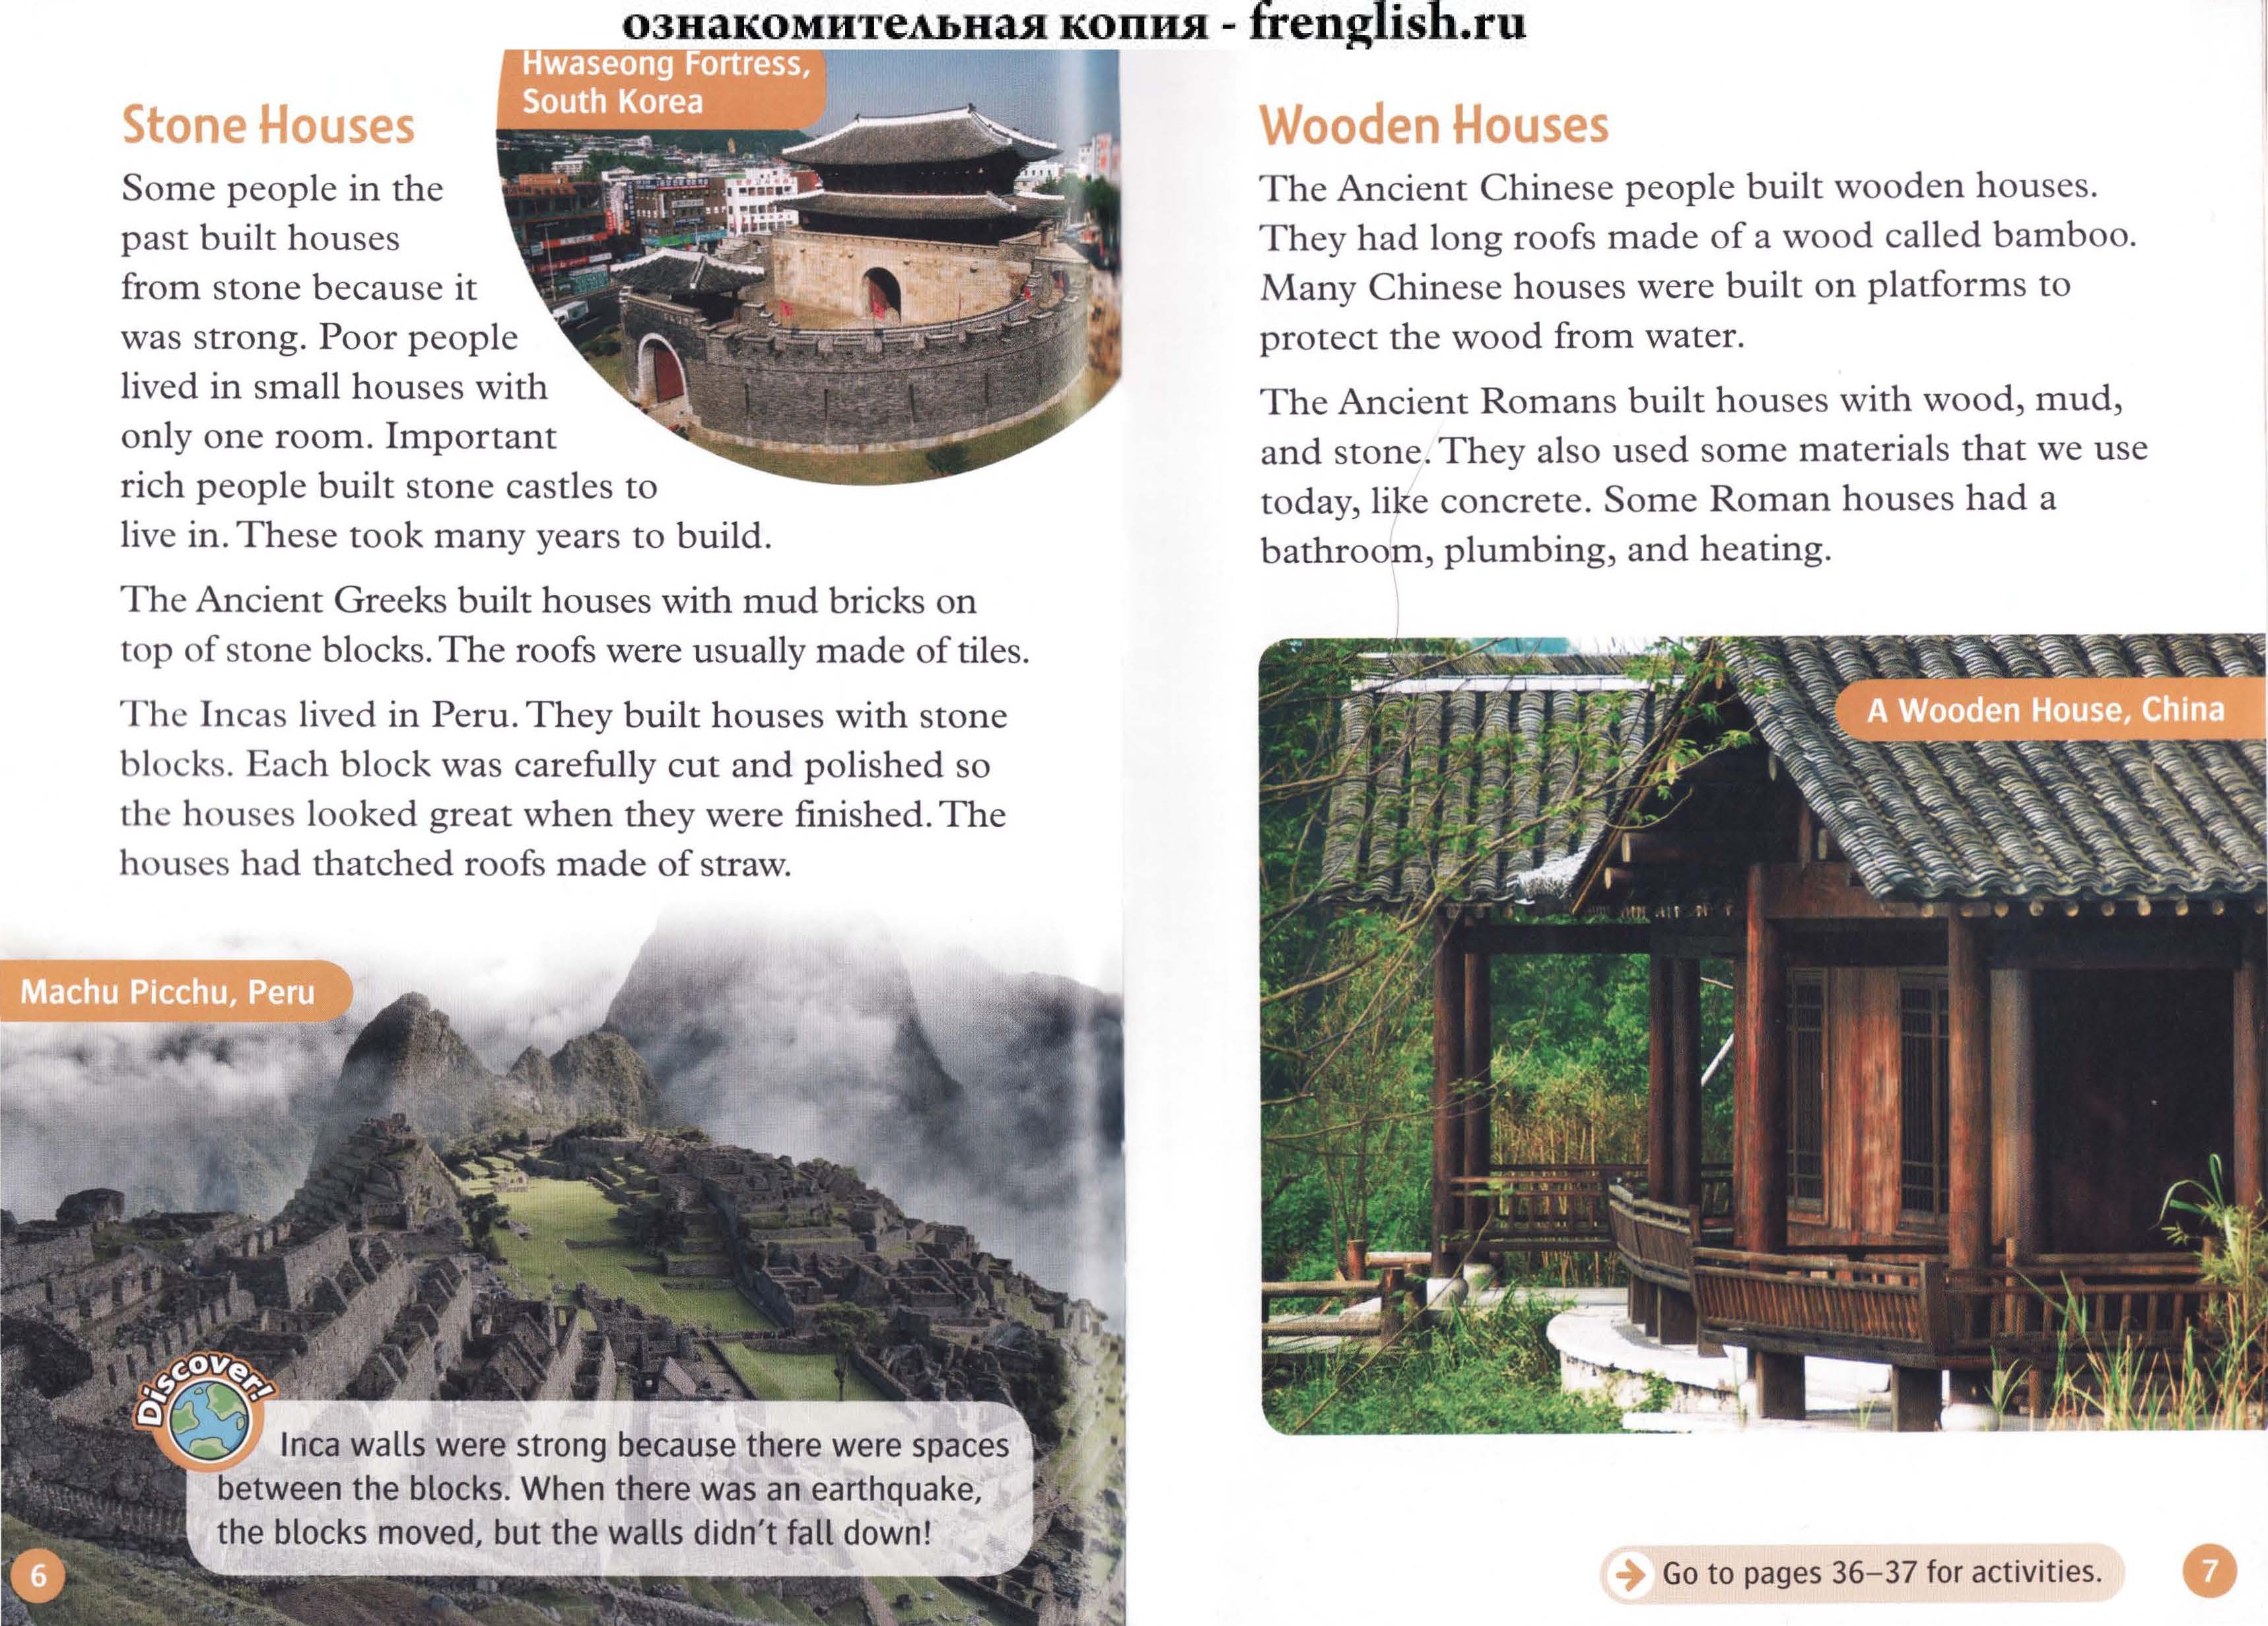 ознакомительная копия - frenglish.ru
Hwaseong Fortress,
South Korea
Stone Houses
Some people in the
past built houses
from stone because it
was strong. Poor people
lived in small houses with
only one room. Important
rich people built stone castles to
live in. These took many years to build.
The Ancient Greeks built houses with mud bricks on
top of stone blocks. The roofs were usually made of tiles.
The Incas lived in Peru. They built houses with stone
blocks. Each block was carefully cut and polished so
the houses looked great when they were finished. The
houses had thatched roofs made of straw.
Machu Picchu, Peru
Discover!
Inca walls were strong because there were spaces
between the blocks. When there was an earthquake,
the blocks moved, but the walls didn't fall down!
6
Wooden Houses
The Ancient Chinese people built wooden houses.
They had long roofs made of a wood called bamboo.
Many Chinese houses were built on platforms to
protect the wood from water.
The Ancient Romans built houses with wood, mud,
and stone. They also used some materials that we use
today, like concrete. Some Roman houses had a
bathroom, plumbing, and heating.
A Wooden House, China
Go to pages 36–37 for activities.
7